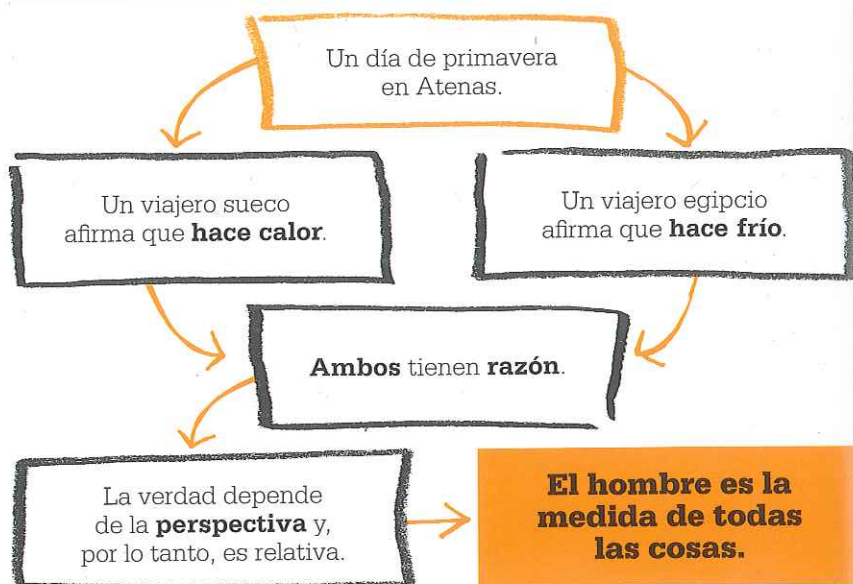 Un día de primavera
en Atenas.
Un viajero sueco
afirma que hace calor.
Un viajero egipcio
afirma que hace frío.
Ambos tienen razón.
La verdad depende
de la perspectiva y,
por lo tanto, es relativa.
El hombre es la
medida de todas
las cosas.